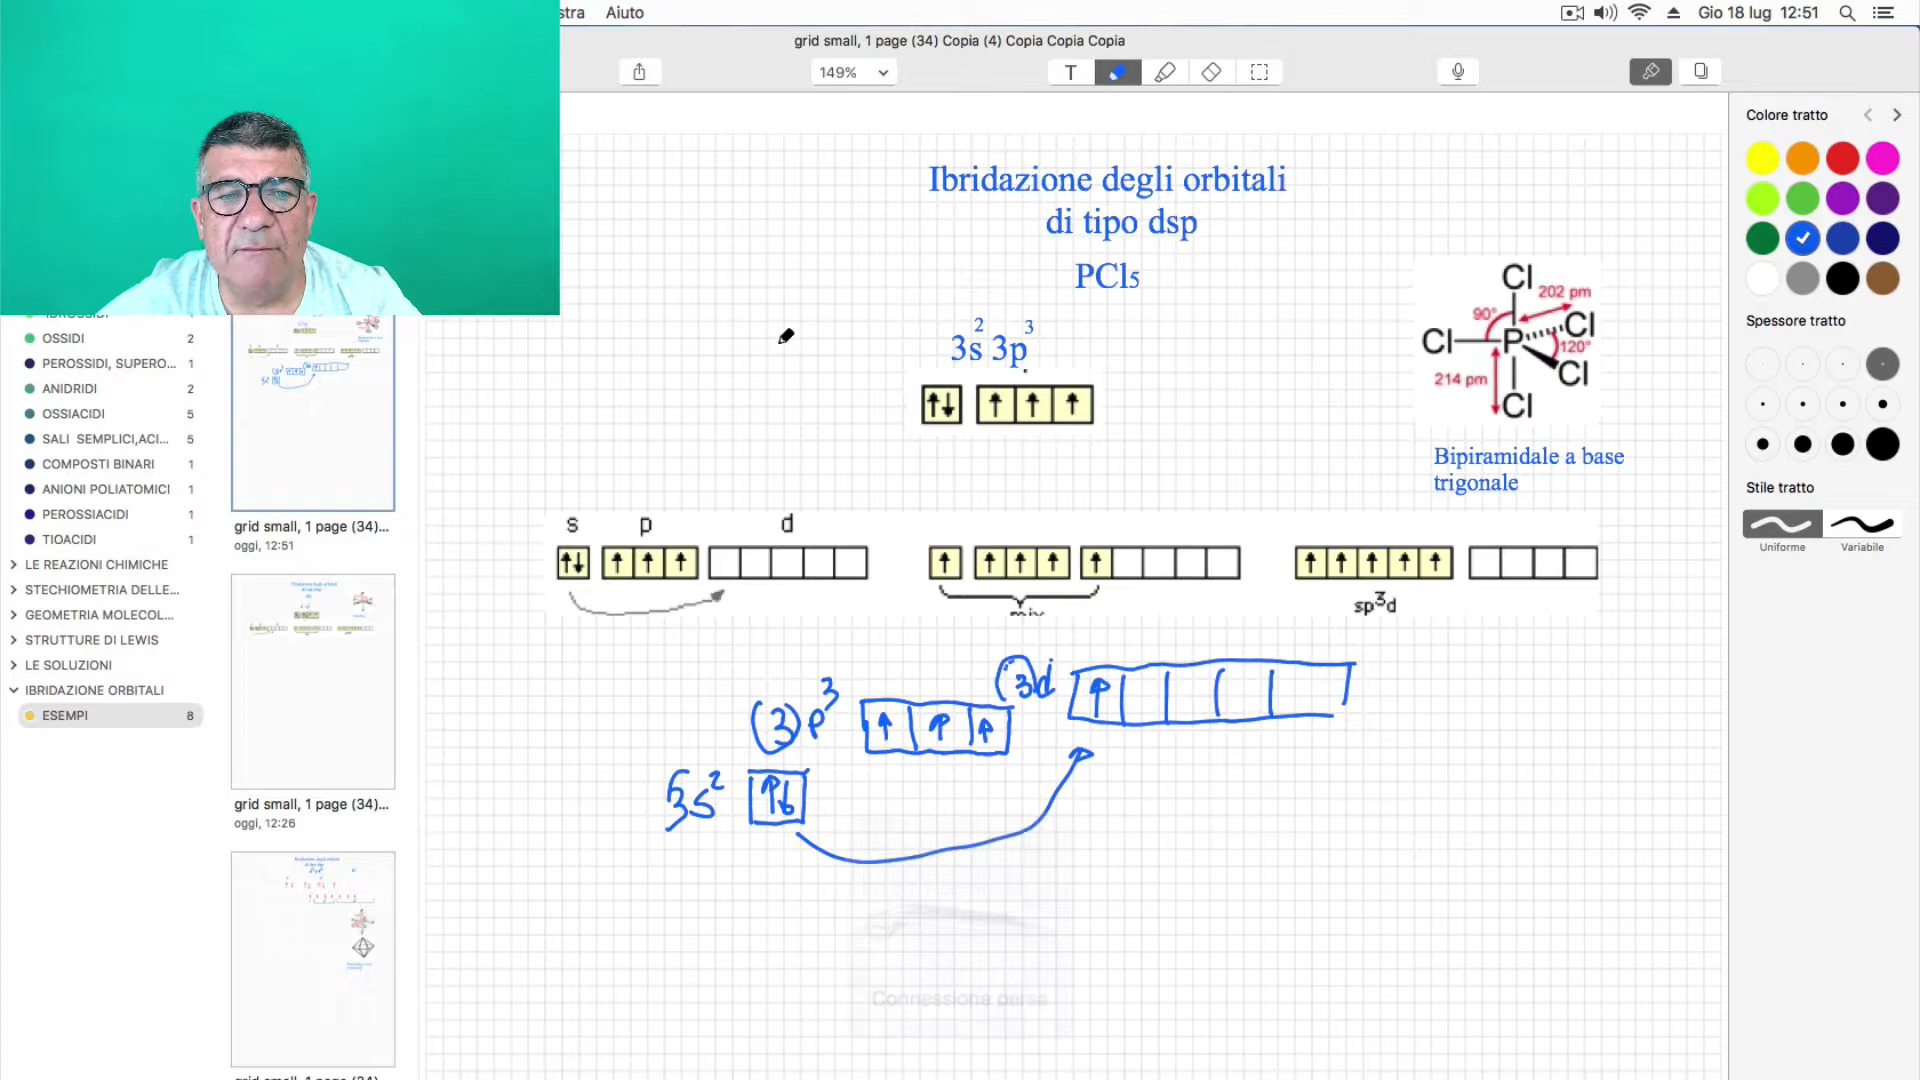 stra Aiuto
Gio 18 lug 12:51
grid small, 1 page (34) Copia (4) Copia Copia Copia
149%
T
Colore tratto
Spessore tratto
Stile tratto
Uniforme Variabile
OSSIDI 2
PEROSSIDI, SUPERO... 1
ANIDRIDI 2
OSSIACIDI 5
SALI SEMPLICI,ACI... 5
COMPOSTI BINARI 1
ANIONI POLIATOMICI 1
PEROSSIACIDI 1
TIOACIDI 1
LE REAZIONI CHIMICHE
STECHIOMETRIA DELLE...
GEOMETRIA MOLECOL...
STRUTTURE DI LEWIS
LE SOLUZIONI
IBRIDAZIONE ORBITALI
ESEMPI 8
grid small, 1 page (34)...
oggi, 12:51
grid small, 1 page (34)...
oggi, 12:26
Ibridazione degli orbitali
di tipo dsp
PCl5
3s² 3p³
Cl
202 pm
90°
Cl P Cl
120°
214 pm Cl
Cl
Bipiramidale a base
trigonale
s p d
sp³d
3d
(3)p³
3s²
Connessione persa